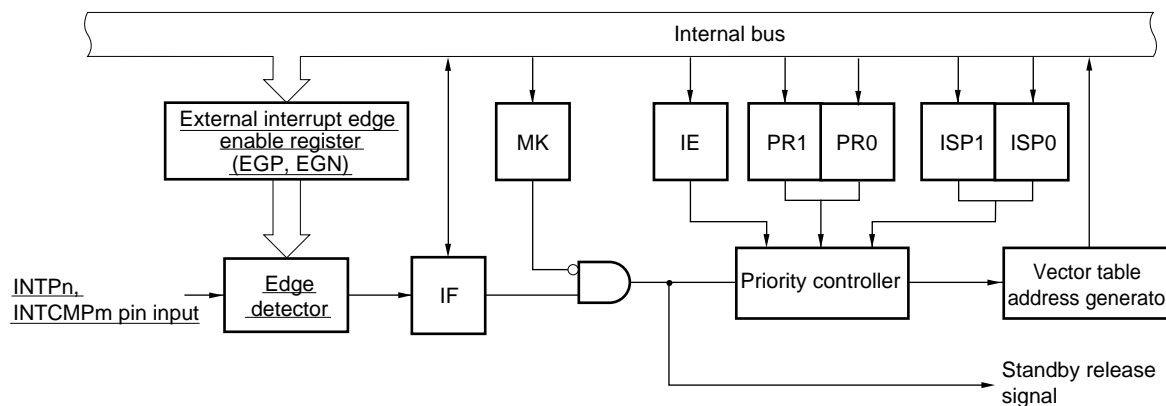 Internal bus
External interrupt edge
enable register
(EGP, EGN)
MK
IE
PR1
PR0
ISP1
ISP0
INTPn,
INTCMPm pin input
Edge
detector
IF
Priority controller
Vector table
address generato
Standby release
signal